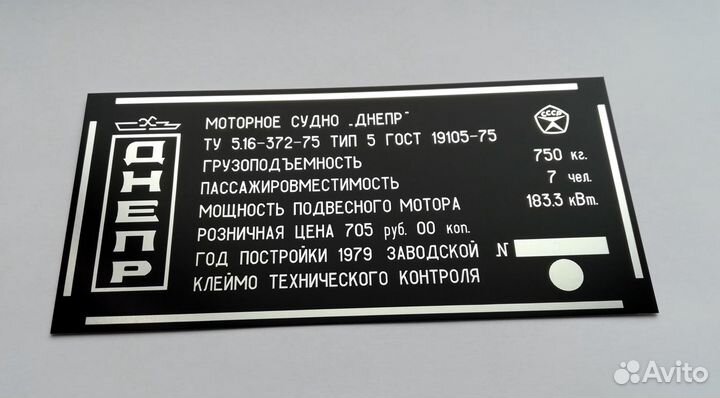 ДНЕПР
МОТОРНОЕ СУДНО „ДНЕПР"
СССР
ТУ 5.16-372-75 ТИП 5 ГОСТ 19105-75
ГРУЗОПОДЪЕМНОСТЬ 750 кг.
ПАССАЖИРОВМЕСТИМОСТЬ 7 чел.
МОЩНОСТЬ ПОДВЕСНОГО МОТОРА 183.3 кВт.
РОЗНИЧНАЯ ЦЕНА 705 руб. 00 коп.
ГОД ПОСТРОЙКИ 1979 ЗАВОДСКОЙ N
КЛЕЙМО ТЕХНИЧЕСКОГО КОНТРОЛЯ
Avito